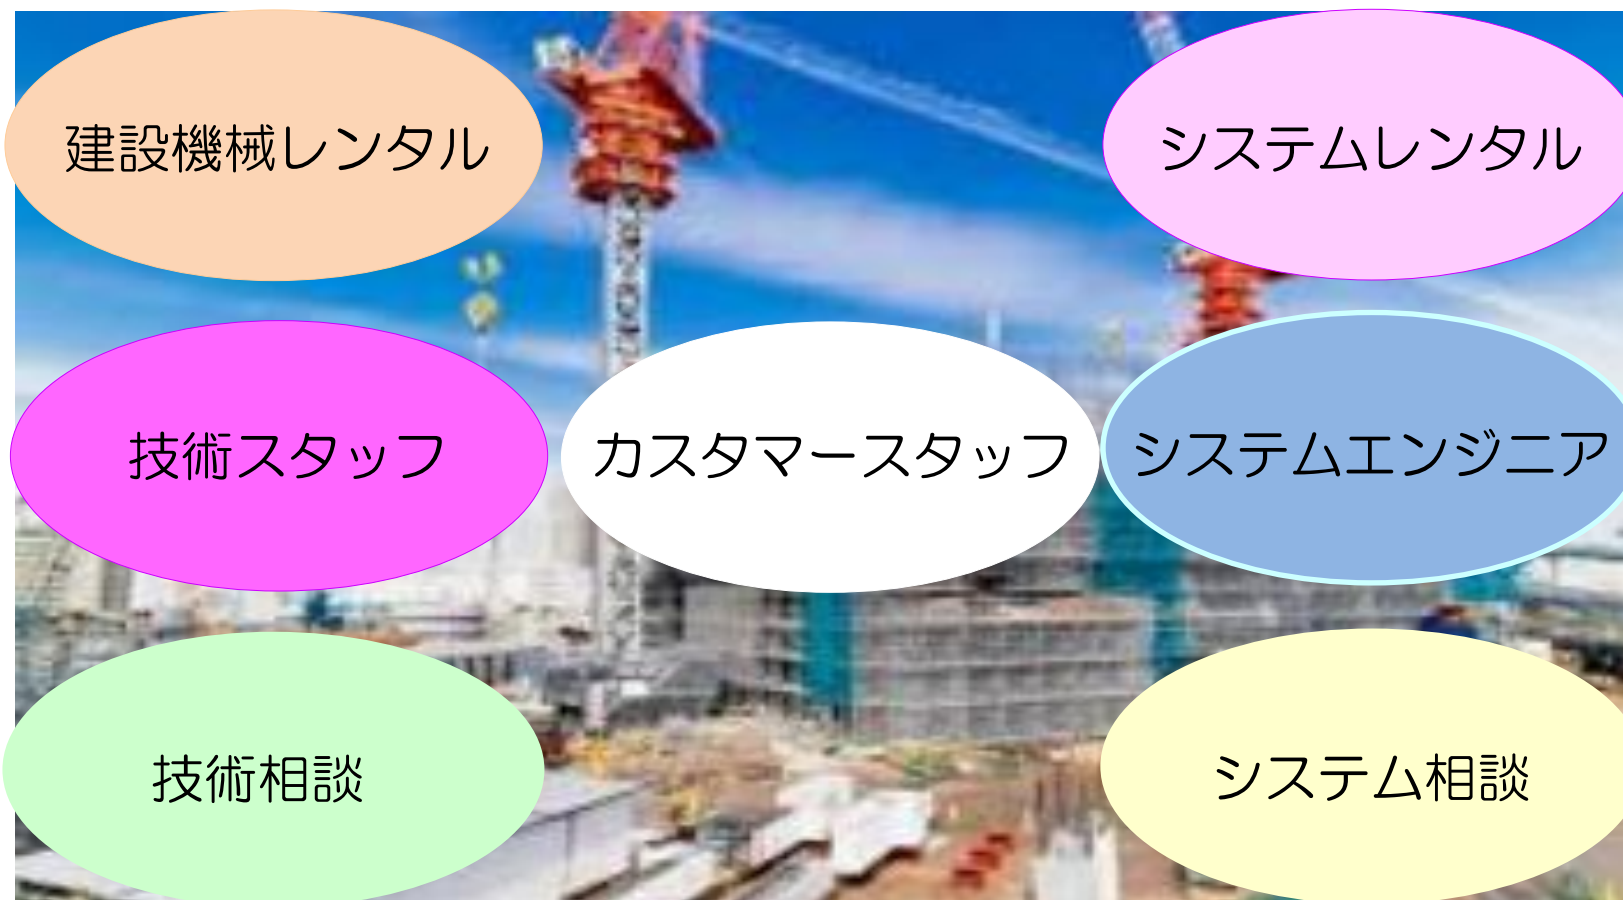 建設機械レンタル
システムレンタル
技術スタッフ
カスタマースタッフ
システムエンジニア
技術相談
システム相談